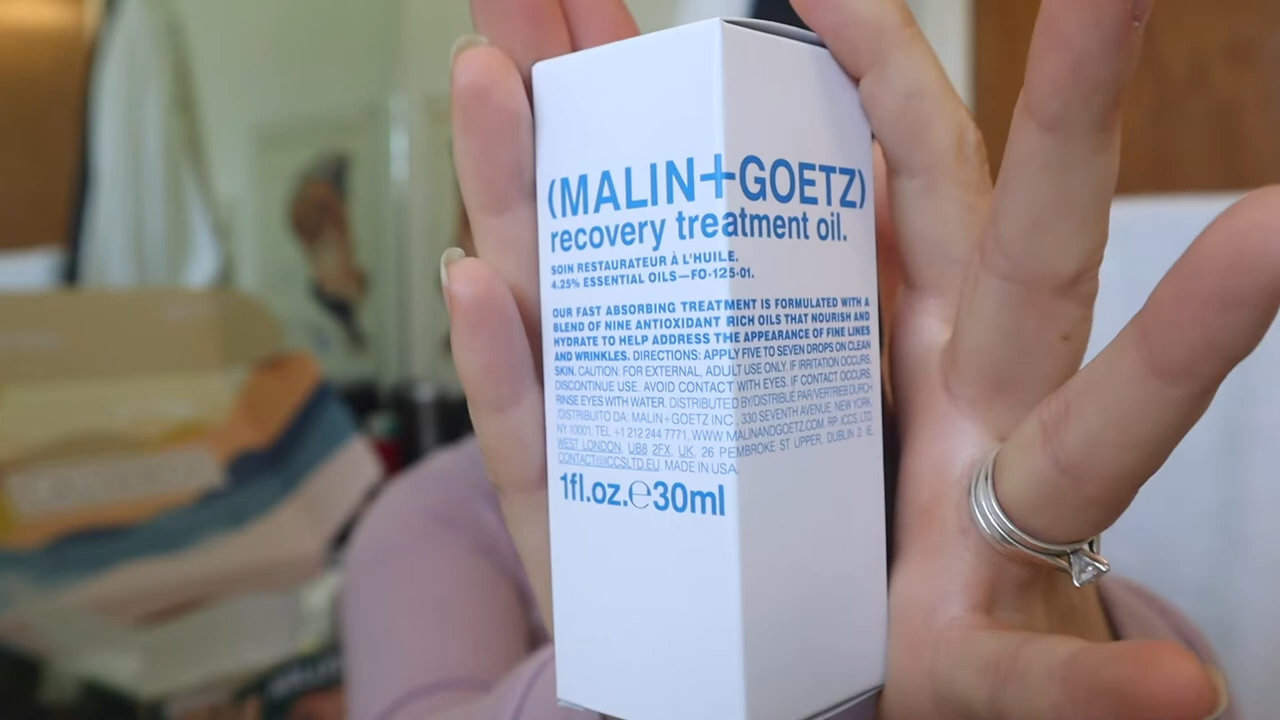 (MALIN+GOETZ)
recovery treatment oil.
SOIN RESTAURATEUR À L'HUILE.
4.25% ESSENTIAL OILS—FO-125-01.
OUR FAST ABSORBING TREATMENT IS FORMULATED WITH A
BLEND OF NINE ANTIOXIDANT RICH OILS THAT NOURISH AND
HYDRATE TO HELP ADDRESS THE APPEARANCE OF FINE LINES
AND WRINKLES. DIRECTIONS: APPLY FIVE TO SEVEN DROPS ON CLEAN
SKIN. CAUTION: FOR EXTERNAL, ADULT USE ONLY. IF IRRITATION OCCURS,
DISCONTINUE USE. AVOID CONTACT WITH EYES. IF CONTACT OCCURS,
RINSE EYES WITH WATER. DISTRIBUTED BY/DISTRIBUÉ PAR/VERTRIEB DURCH
/DISTRIBUITO DA: MALIN+GOETZ INC., 330 SEVENTH AVENUE, NEW YORK,
NY 10001, TEL +1 212 244 7771, WWW.MALINANDGOETZ.COM. RP: ICCS, LTD.
WEST LONDON, UB8 2FX, UK. 26 PEMBROKE ST UPPER, DUBLIN 2, IE,
CONTACT@ICCSLTD.EU, MADE IN USA.
1fl.oz.℮30ml